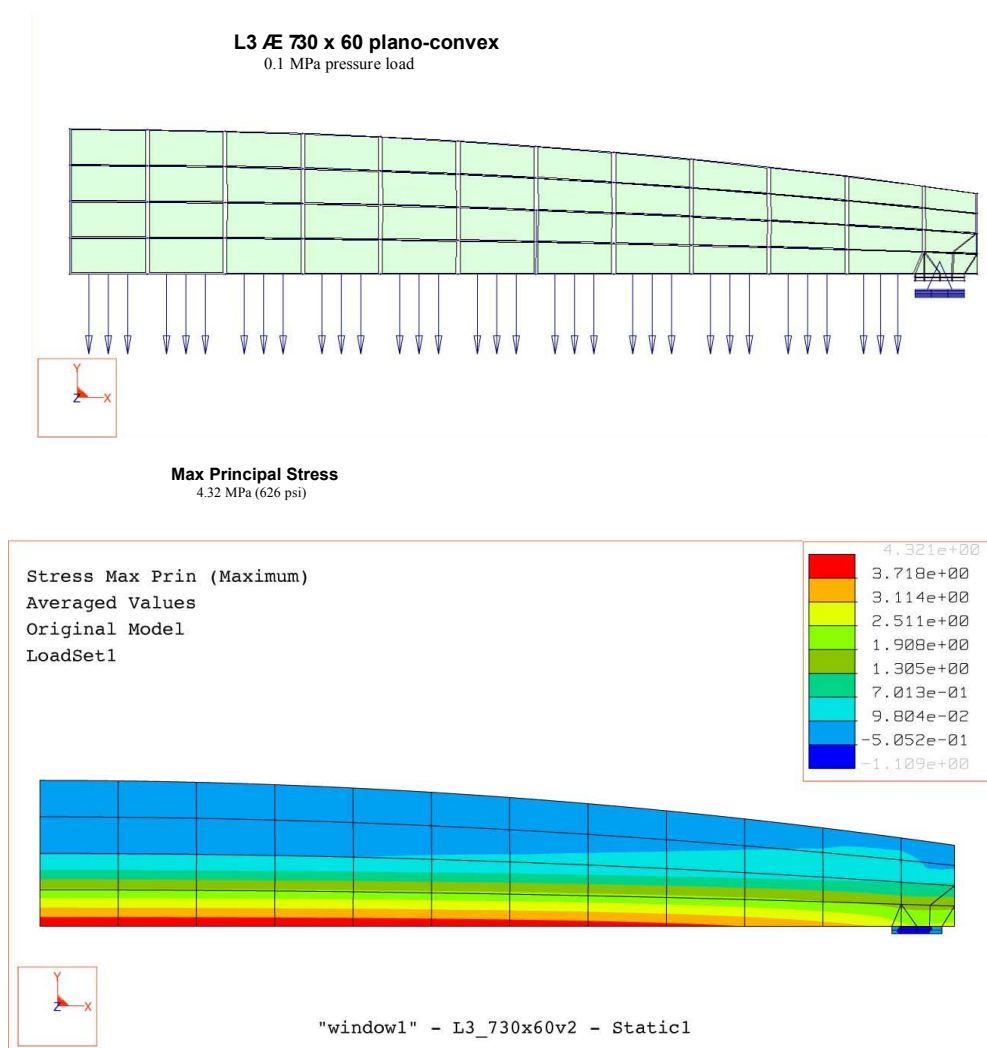 L3 Æ 730 x 60 plano-convex
0.1 MPa pressure load
Y
Z X
Max Principal Stress
4.32 MPa (626 psi)
Stress Max Prin (Maximum)
Averaged Values
Original Model
LoadSet1
4.321e+00
3.718e+00
3.114e+00
2.511e+00
1.908e+00
1.305e+00
7.013e-01
9.804e-02
-5.052e-01
-1.109e+00
Y
Z X
"window1" - L3_730x60v2 - Static1